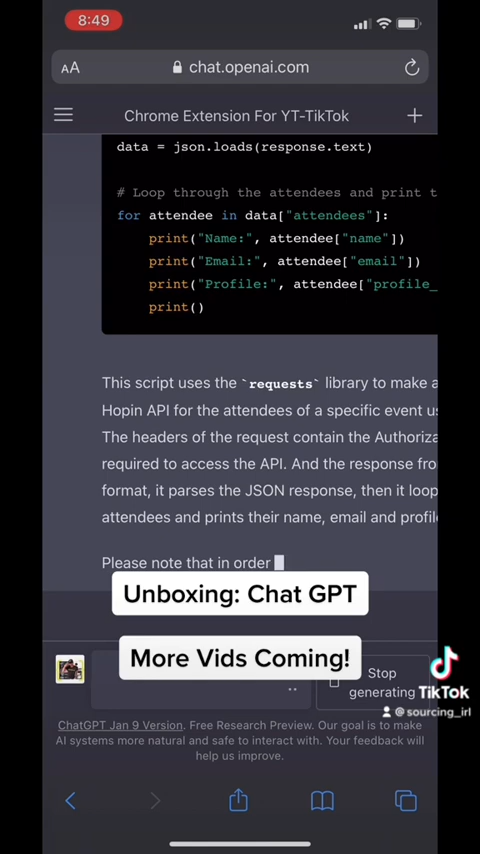 8:49
AA
chat.openai.com
Chrome Extension For YT-TikTok
+
data = json.loads(response.text)
# Loop through the attendees and print t
for attendee in data["attendees"]:
print("Name:", attendee["name"])
print("Email:", attendee["email"])
print("Profile:", attendee["profile_
print()
This script uses the `requests` library to make a
Hopin API for the attendees of a specific event us
The headers of the request contain the Authoriza
required to access the API. And the response fro
format, it parses the JSON response, then it loop
attendees and prints their name, email and profil
Please note that in order
Unboxing: Chat GPT
More Vids Coming!
Stop
generating
TikTok
@sourcing_irl
ChatGPT Jan 9 Version. Free Research Preview. Our goal is to make
AI systems more natural and safe to interact with. Your feedback will
help us improve.